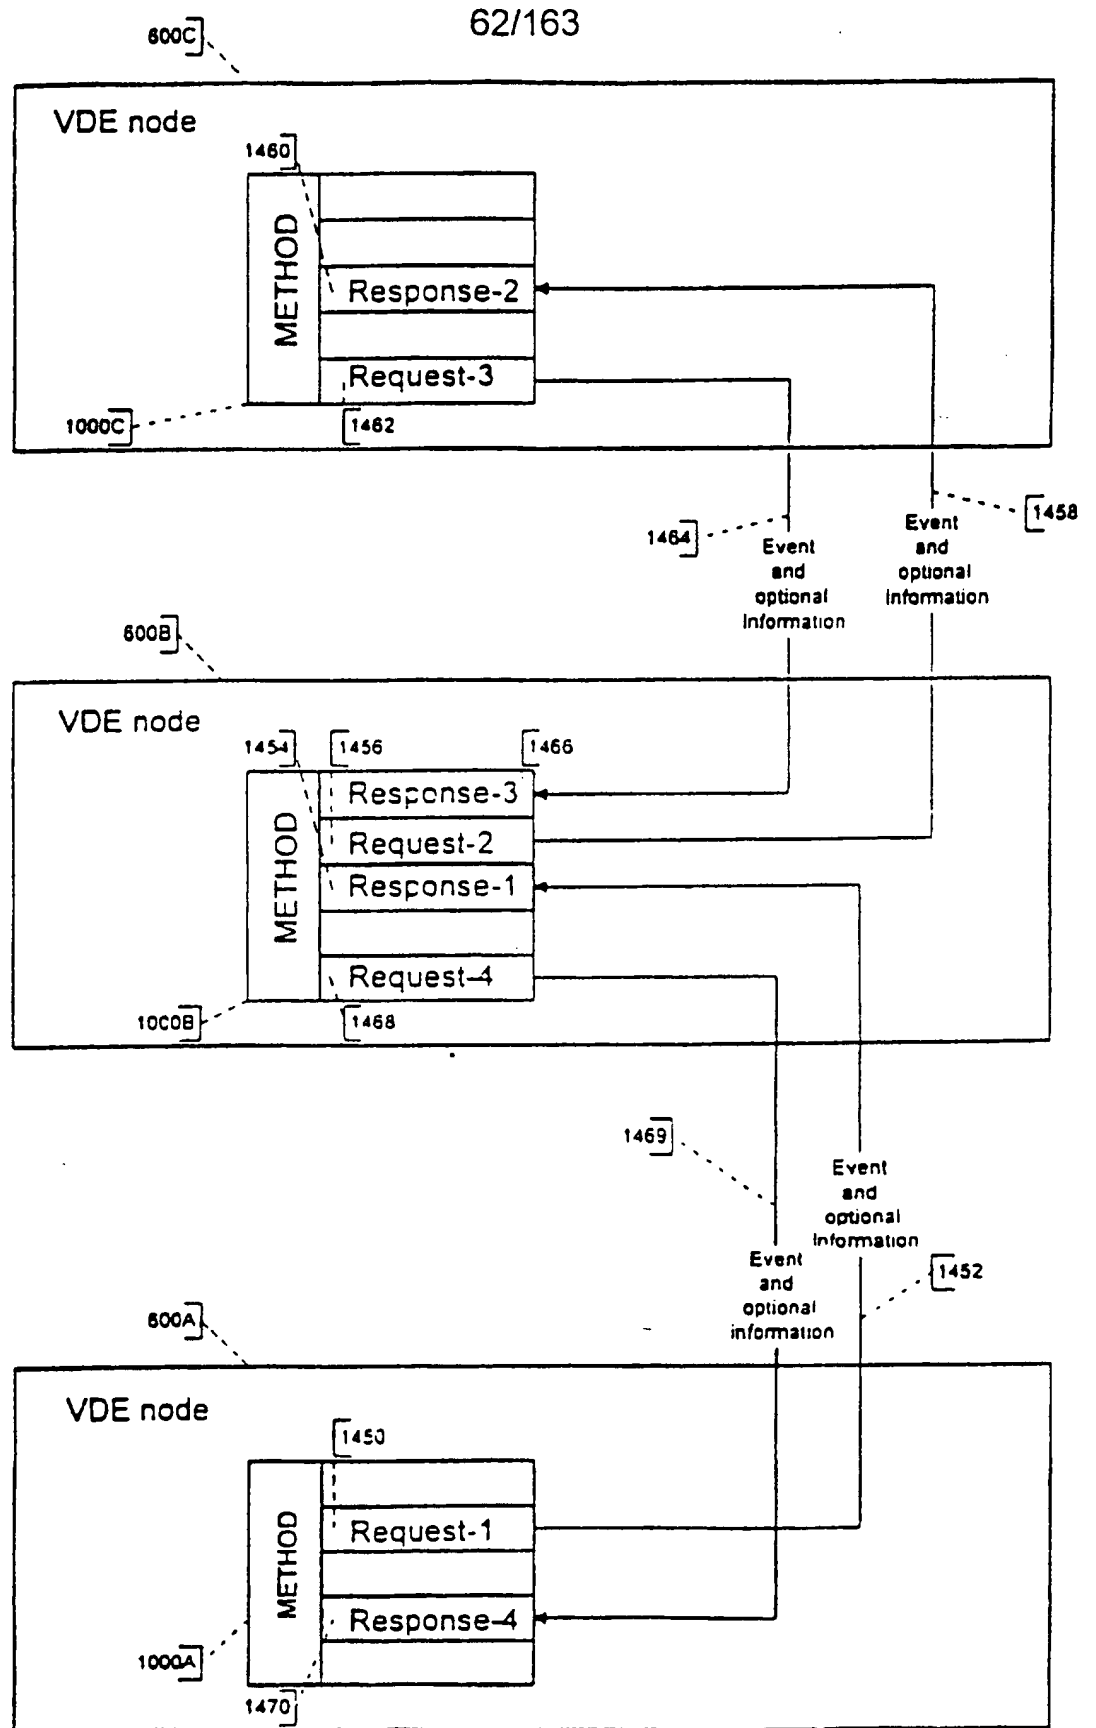 62/163
600C
VDE node
1460
METHOD
Response-2
Request-3
1000C
1462
1464
1458
Event
and
optional
Information
Event
and
optional
Information
600B
VDE node
1454
1456
1466
METHOD
Response-3
Request-2
Response-1
Request-4
1000B
1468
1469
Event
and
optional
Information
Event
and
optional
information
1452
600A
VDE node
1450
METHOD
Request-1
Response-4
1000A
1470